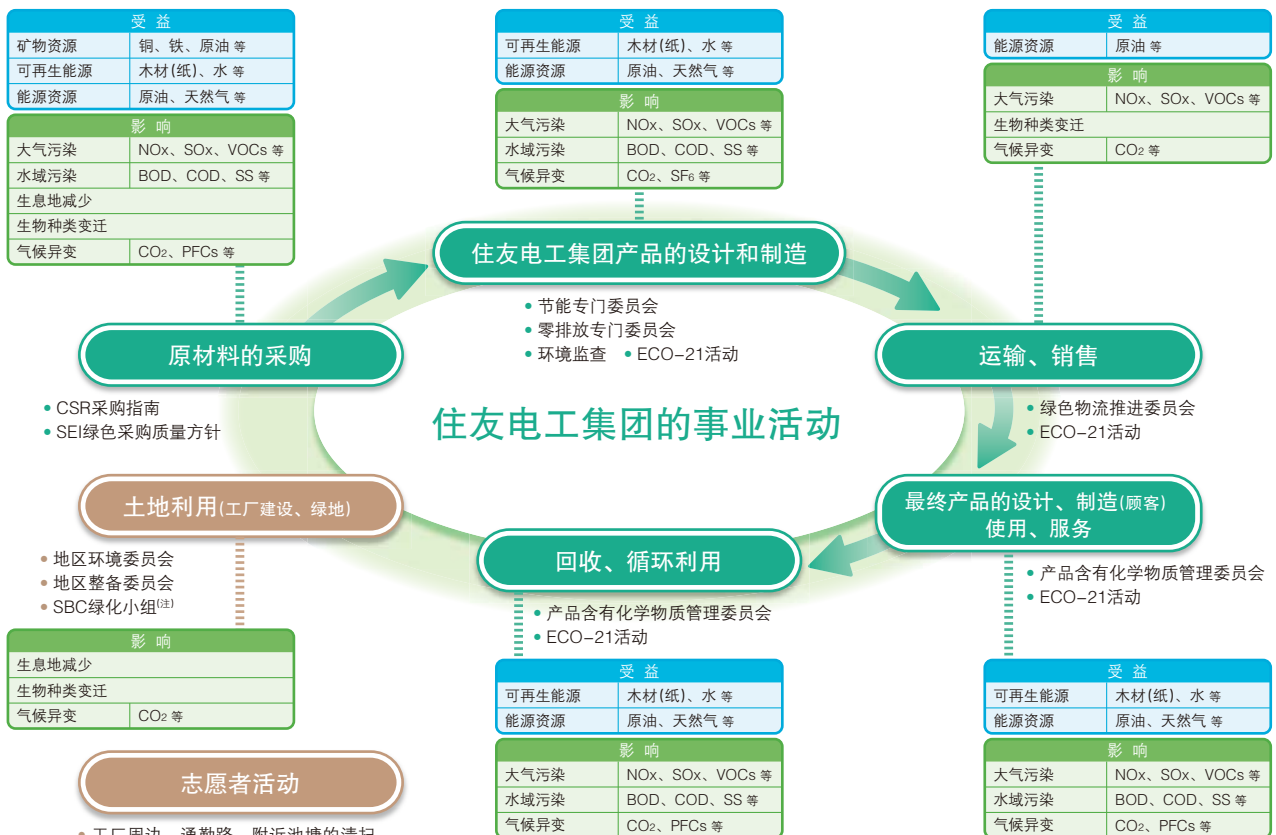 受 益
矿物资源 铜、铁、原油 等
可再生能源 木材(纸)、水 等
能源资源 原油、天然气 等
影 响
大气污染 NOx、SOx、VOCs 等
水域污染 BOD、COD、SS 等
生息地减少
生物种类变迁
气候异变 CO₂、PFCs 等
受 益
可再生能源 木材(纸)、水 等
能源资源 原油、天然气 等
影 响
大气污染 NOx、SOx、VOCs 等
水域污染 BOD、COD、SS 等
气候异变 CO₂、SF₆ 等
受 益
能源资源 原油 等
影 响
大气污染 NOx、SOx、VOCs 等
生物种类变迁
气候异变 CO₂ 等
住友电工集团产品的设计和制造
• 节能专门委员会
• 零排放专门委员会
• 环境监查 • ECO-21活动
原材料的采购
• CSR采购指南
• SEI绿色采购质量方针
运输、销售
• 绿色物流推进委员会
• ECO-21活动
住友电工集团的事业活动
土地利用(工厂建设、绿地)
• 地区环境委员会
• 地区整备委员会
• SBC绿化小组(注)
最终产品的设计、制造(顾客)
使用、服务
• 产品含有化学物质管理委员会
• ECO-21活动
回收、循环利用
• 产品含有化学物质管理委员会
• ECO-21活动
影 响
生息地减少
生物种类变迁
气候异变 CO₂ 等
受 益
可再生能源 木材(纸)、水 等
能源资源 原油、天然气 等
影 响
大气污染 NOx、SOx、VOCs 等
水域污染 BOD、COD、SS 等
气候异变 CO₂、PFCs 等
受 益
可再生能源 木材(纸)、水 等
能源资源 原油、天然气 等
影 响
大气污染 NOx、SOx、VOCs 等
水域污染 BOD、COD、SS 等
气候异变 CO₂、PFCs 等
志愿者活动
• 工厂周边、通勤路、附近池塘的清扫